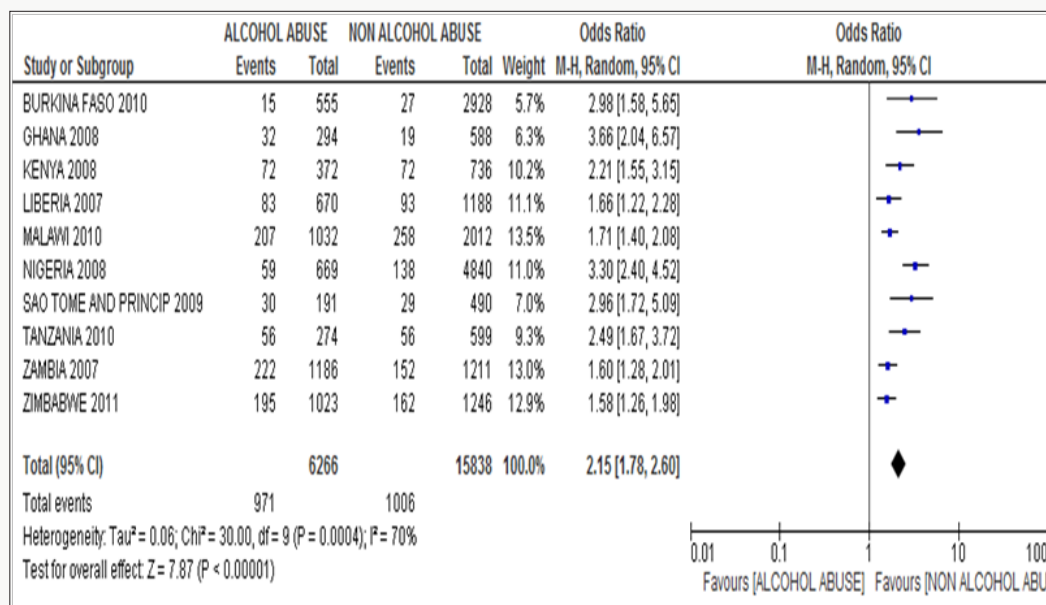 ALCOHOL ABUSE NON ALCOHOL ABUSE Odds Ratio Odds Ratio
Study or Subgroup Events Total Events Total Weight M-H, Random, 95% CI M-H, Random, 95% CI
BURKINA FASO 2010 15 555 27 2928 5.7% 2.98 [1.58, 5.65]
GHANA 2008 32 294 19 588 6.3% 3.66 [2.04, 6.57]
KENYA 2008 72 372 72 736 10.2% 2.21 [1.55, 3.15]
LIBERIA 2007 83 670 93 1188 11.1% 1.66 [1.22, 2.28]
MALAWI 2010 207 1032 258 2012 13.5% 1.71 [1.40, 2.08]
NIGERIA 2008 59 669 138 4840 11.0% 3.30 [2.40, 4.52]
SAO TOME AND PRINCIP 2009 30 191 29 490 7.0% 2.96 [1.72, 5.09]
TANZANIA 2010 56 274 56 599 9.3% 2.49 [1.67, 3.72]
ZAMBIA 2007 222 1186 152 1211 13.0% 1.60 [1.28, 2.01]
ZIMBABWE 2011 195 1023 162 1246 12.9% 1.58 [1.26, 1.98]
Total (95% CI) 6266 15838 100.0% 2.15 [1.78, 2.60]
Total events 971 1006
Heterogeneity: Tau² = 0.06; Chi² = 30.00, df = 9 (P = 0.0004); I² = 70%
Test for overall effect: Z = 7.87 (P < 0.00001)
0.01 0.1 1 10 100
Favours [ALCOHOL ABUSE] Favours [NON ALCOHOL ABU